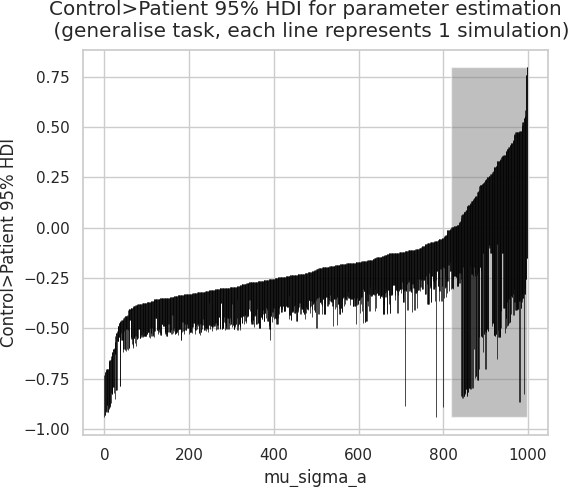 Control>Patient 95% HDI for parameter estimation
(generalise task, each line represents 1 simulation)
Control>Patient 95% HDI
0.75
0.50
0.25
0.00
−0.25
−0.50
−0.75
−1.00
0 200 400 600 800 1000
mu_sigma_a